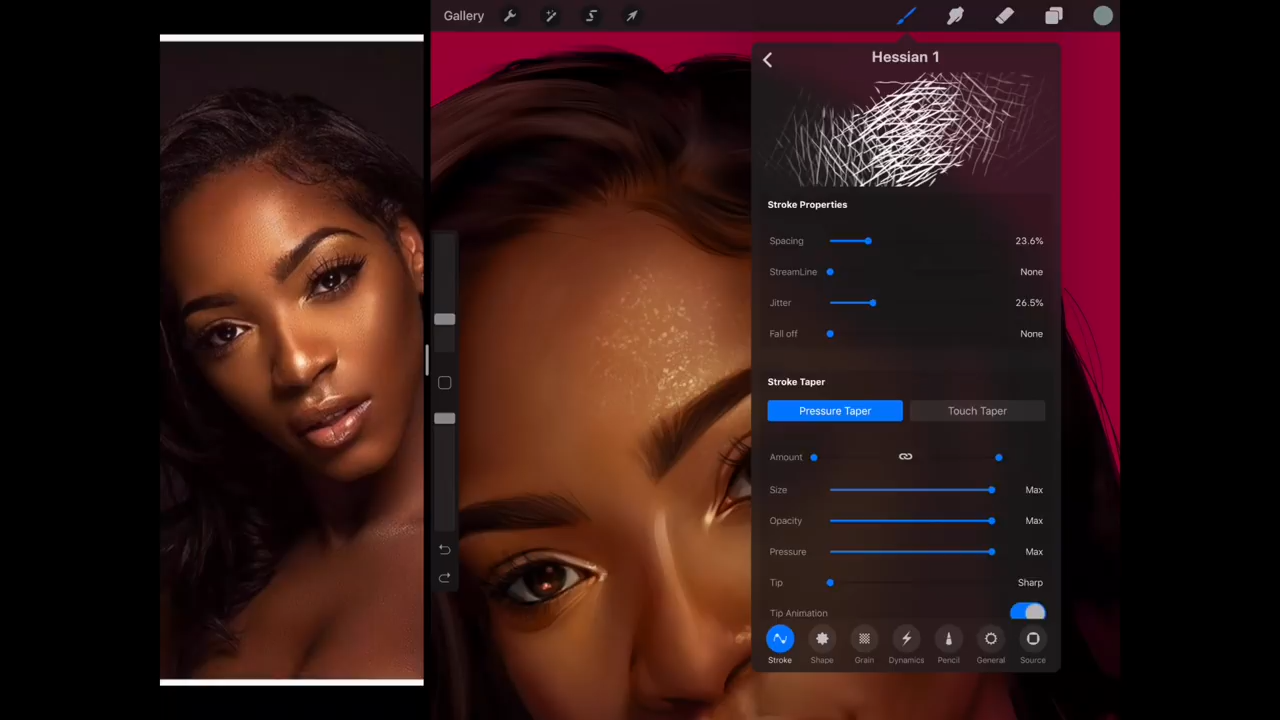 Gallery
Hessian 1
Stroke Properties
Spacing 23.6%
StreamLine None
Jitter 26.5%
Fall off None
Stroke Taper
Pressure Taper Touch Taper
Amount
Size Max
Opacity Max
Pressure Max
Tip Sharp
Tip Animation
Stroke Shape Grain Dynamics Pencil General Source